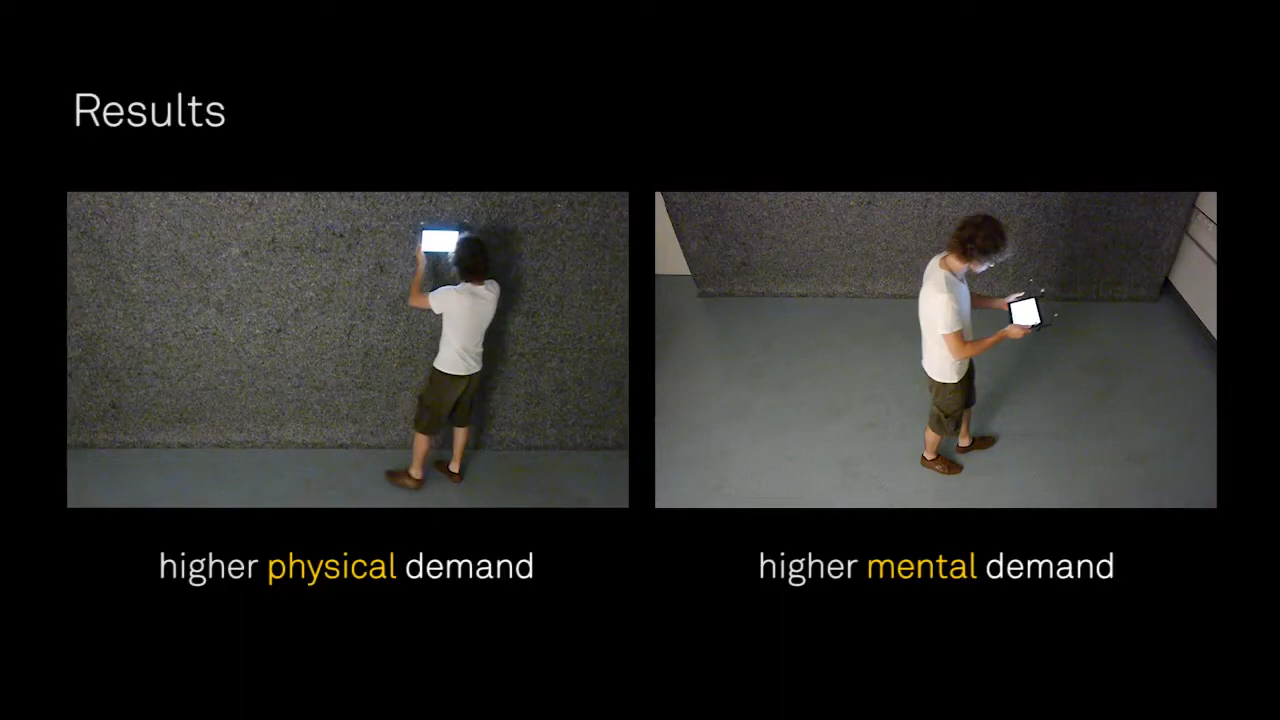 Results
higher physical demand
higher mental demand